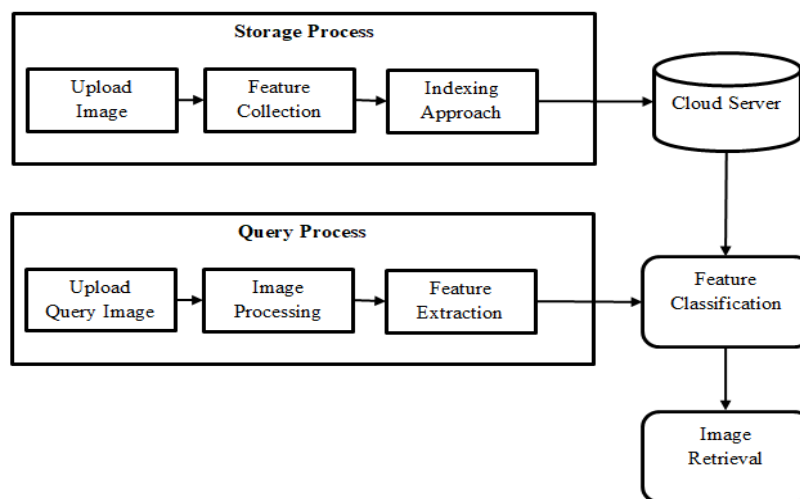 Storage Process
Upload
Image
Feature
Collection
Indexing
Approach
Cloud Server
Query Process
Upload
Query Image
Image
Processing
Feature
Extraction
Feature
Classification
Image
Retrieval